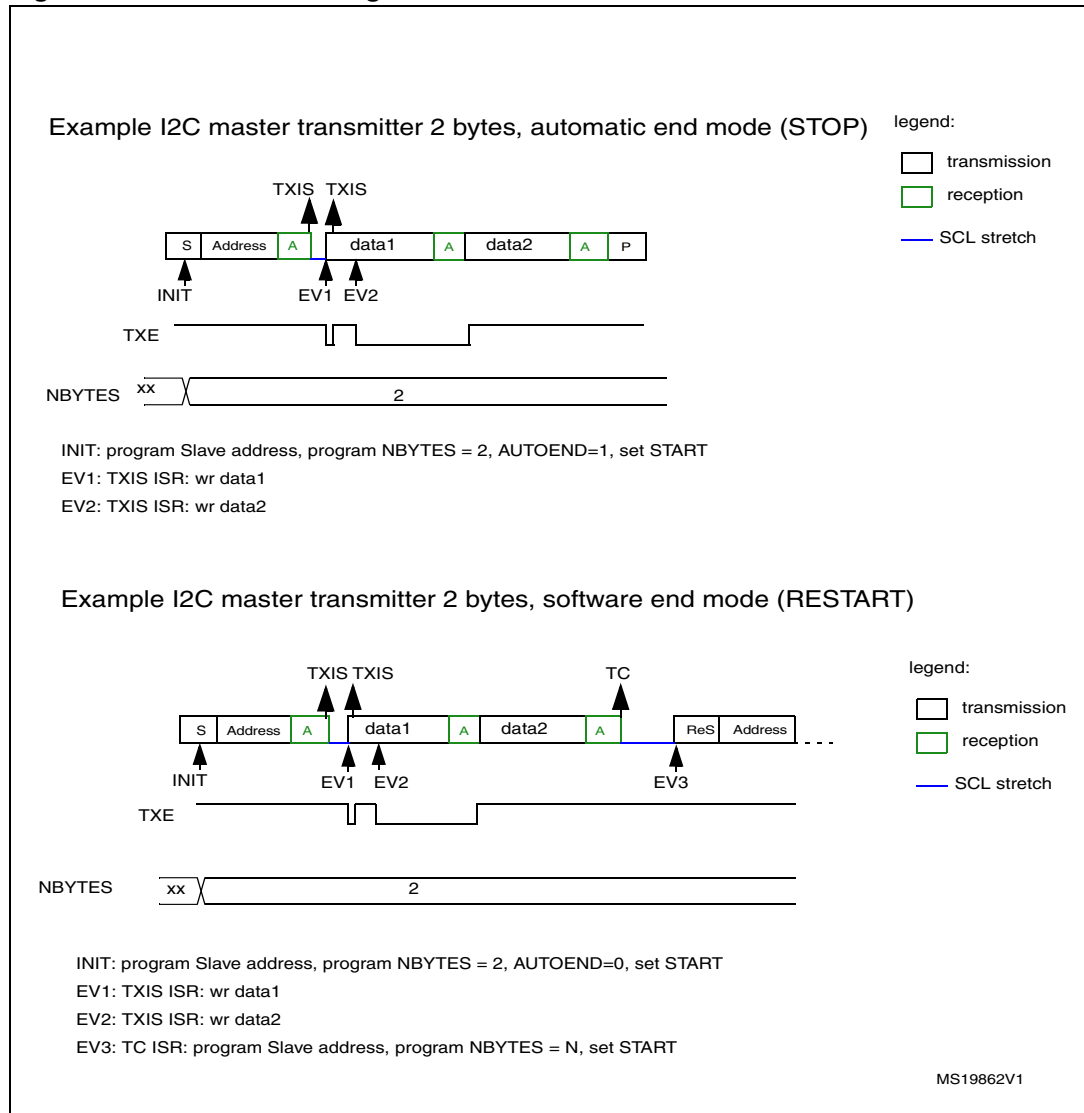 Example I2C master transmitter 2 bytes, automatic end mode (STOP)
legend:
transmission
reception
SCL stretch
TXIS TXIS
S Address A data1 A data2 A P
INIT EV1 EV2
TXE
NBYTES xx 2
INIT: program Slave address, program NBYTES = 2, AUTOEND=1, set START
EV1: TXIS ISR: wr data1
EV2: TXIS ISR: wr data2
Example I2C master transmitter 2 bytes, software end mode (RESTART)
legend:
transmission
reception
SCL stretch
TXIS TXIS TC
S Address A data1 A data2 A ReS Address
INIT EV1 EV2 EV3
TXE
NBYTES xx 2
INIT: program Slave address, program NBYTES = 2, AUTOEND=0, set START
EV1: TXIS ISR: wr data1
EV2: TXIS ISR: wr data2
EV3: TC ISR: program Slave address, program NBYTES = N, set START
MS19862V1